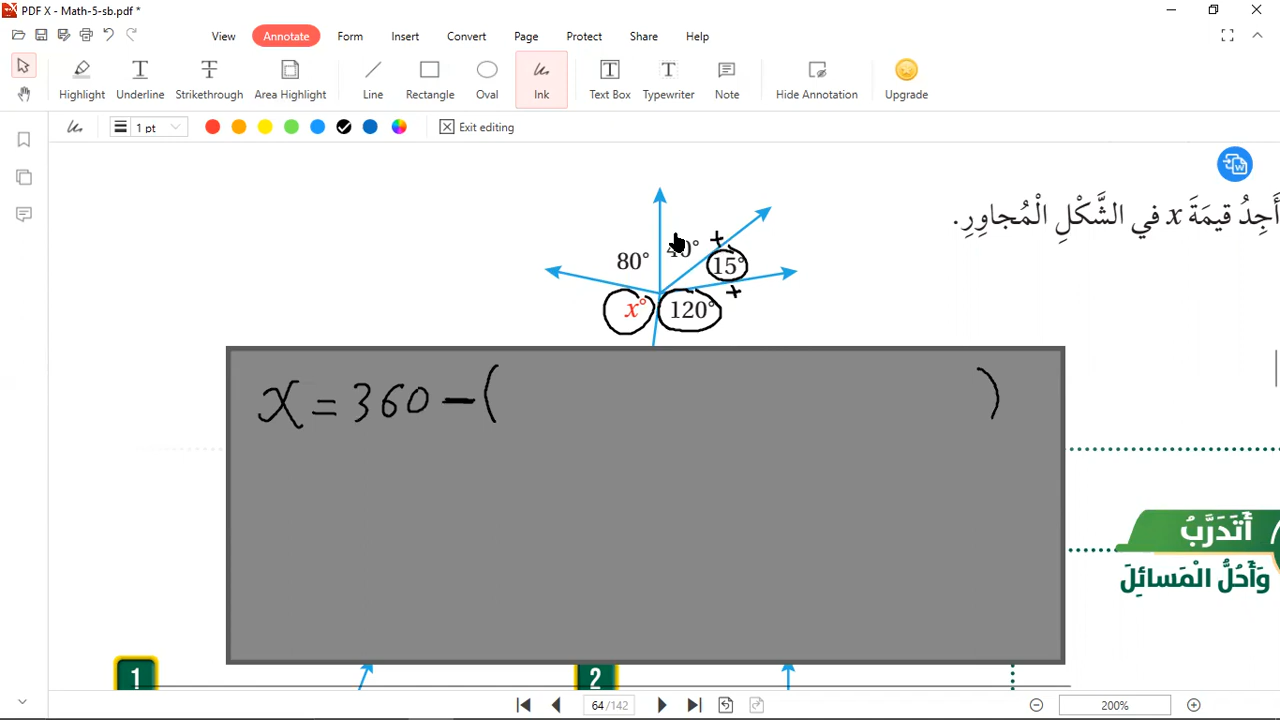 PDF X - Math-5-sb.pdf *
View Annotate Form Insert Convert Page Protect Share Help
Highlight Underline Strikethrough Area Highlight Line Rectangle Oval Ink Text Box Typewriter Note Hide Annotation Upgrade
1 pt Exit editing
أَجِدُ قيمَةَ x في الشَّكْلِ الْمُجاوِرِ.
80° 40° + 15° +
x° 120°
x = 360 - ( )
أَتَدَرَّبُ
وَأَحُلُّ الْمَسائِلَ
1 2
64 /142 200%